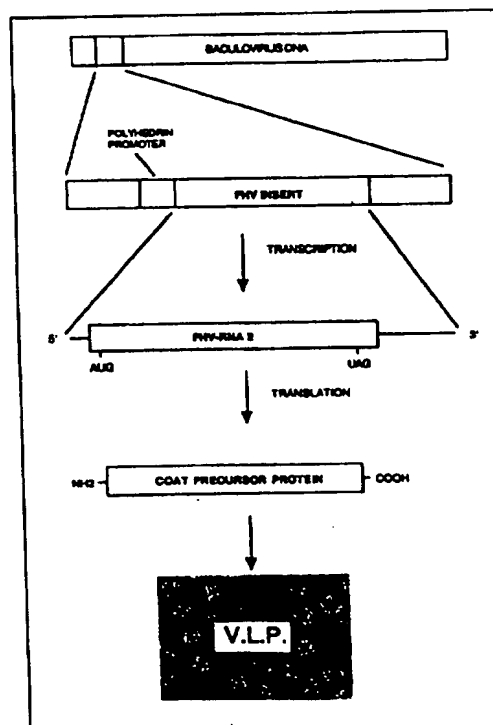 BACULOVIRUS DNA
POLYHEDRIN
PROMOTER
FHV INSERT
TRANSCRIPTION
5'
3'
FHV-RNA 2
AUG
UAG
TRANSLATION
NH2
COAT PRECURSOR PROTEIN
COOH
V.L.P.